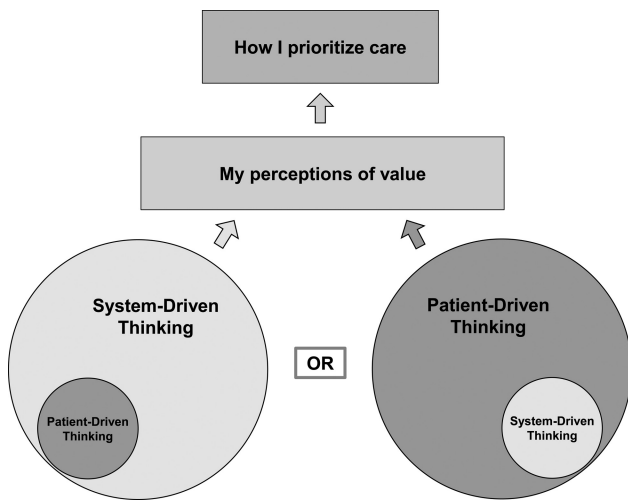 How I prioritize care
My perceptions of value
System-Driven
Thinking
Patient-Driven
Thinking
OR
Patient-Driven
Thinking
System-Driven
Thinking